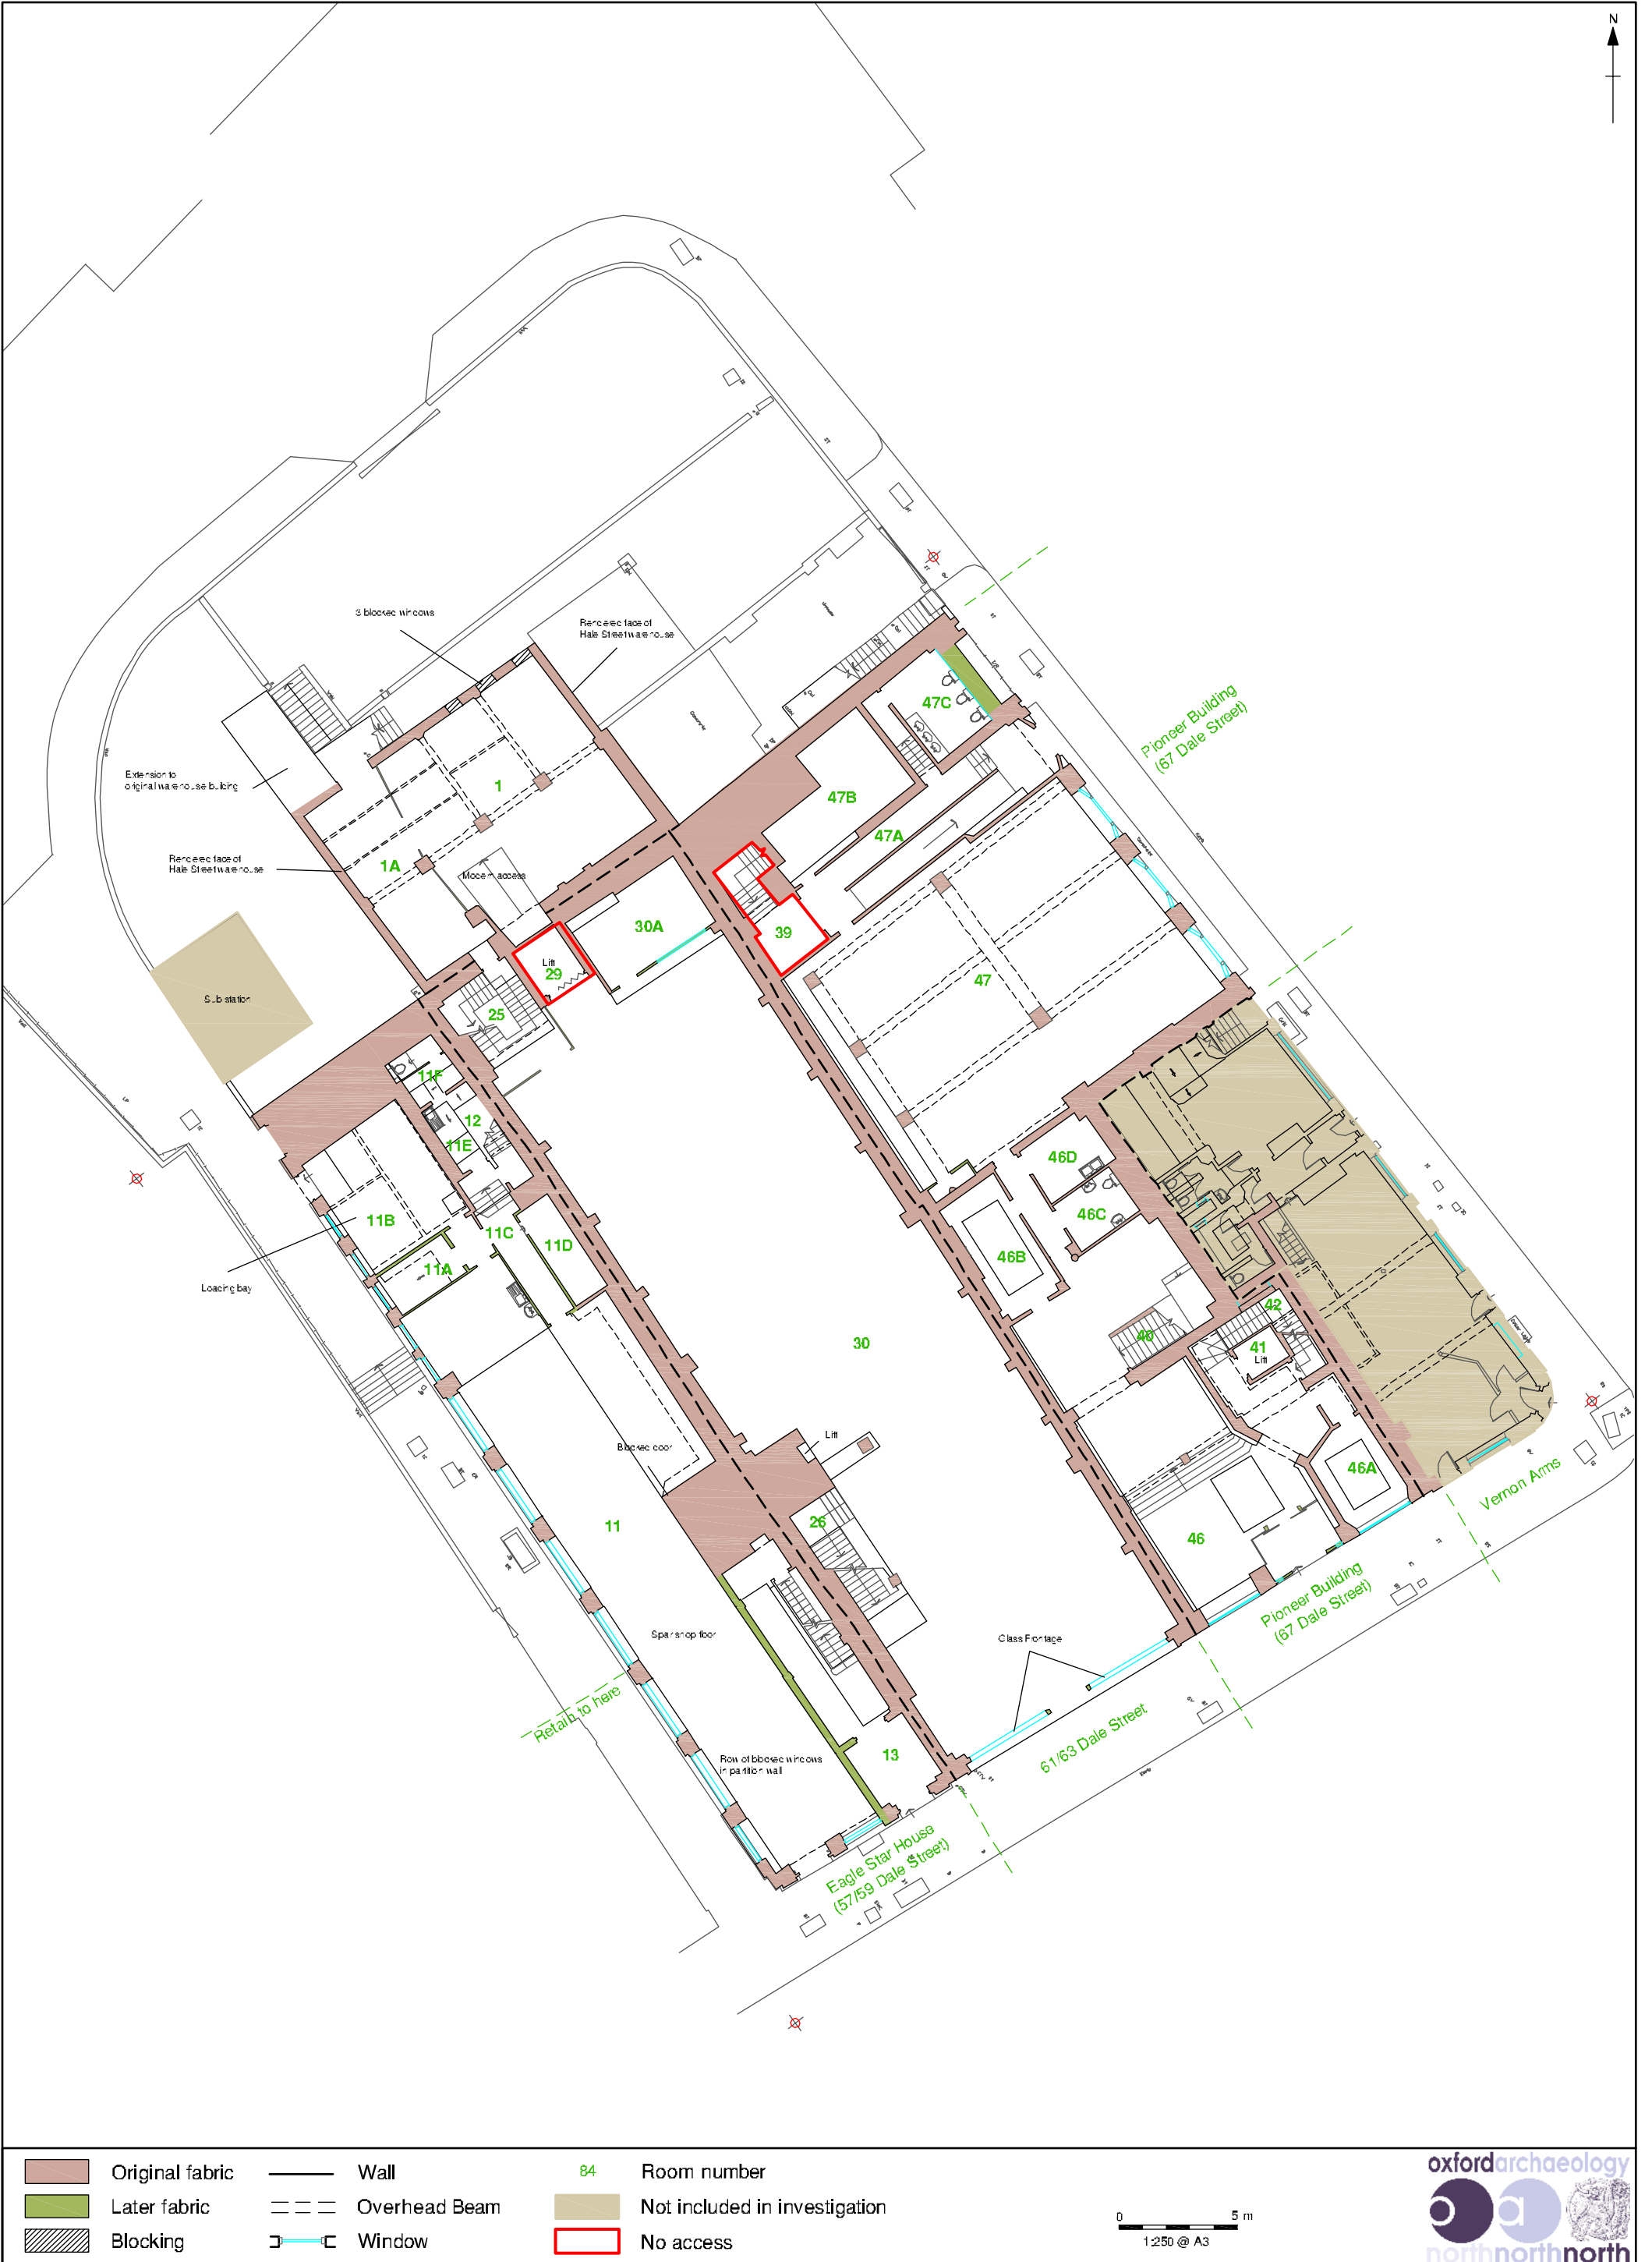 N
3 blocked windows
Rendered face of
Hale Street warehouse
47C
Pioneer Building
(67 Dale Street)
Extension to
original warehouse building
1
47B
47A
Rendered face of
Hale Street warehouse
1A
Modern access
30A
39
Lift
29
47
Sub station
25
11F
12
11E
46D
46C
11B
11C
11D
46B
11A
Loading bay
42
40
41
Lift
30
Blocked door
Lift
46A
Vernon Arms
11
26
46
Pioneer Building
(67 Dale Street)
Spar shop floor
Glass Frontage
Retain to here
61/63 Dale Street
Row of blocked windows
in partition wall
13
Eagle Star House
(57/59 Dale Street)
Original fabric
Wall
84
Room number
Later fabric
Overhead Beam
Not included in investigation
Blocking
Window
No access
0 5 m
1:250 @ A3
oxfordarchaeology
oa
northnorthnorth